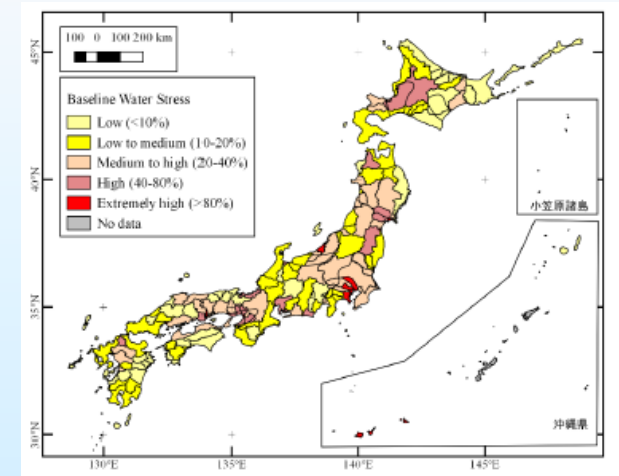 100 0 100 200 km
45°N
Baseline Water Stress
Low (<10%)
Low to medium (10-20%)
Medium to high (20-40%)
High (40-80%)
Extremely high (>80%)
No data
40°N
小笠原諸島
35°N
沖縄県
30°N
130°E 135°E 140°E 145°E